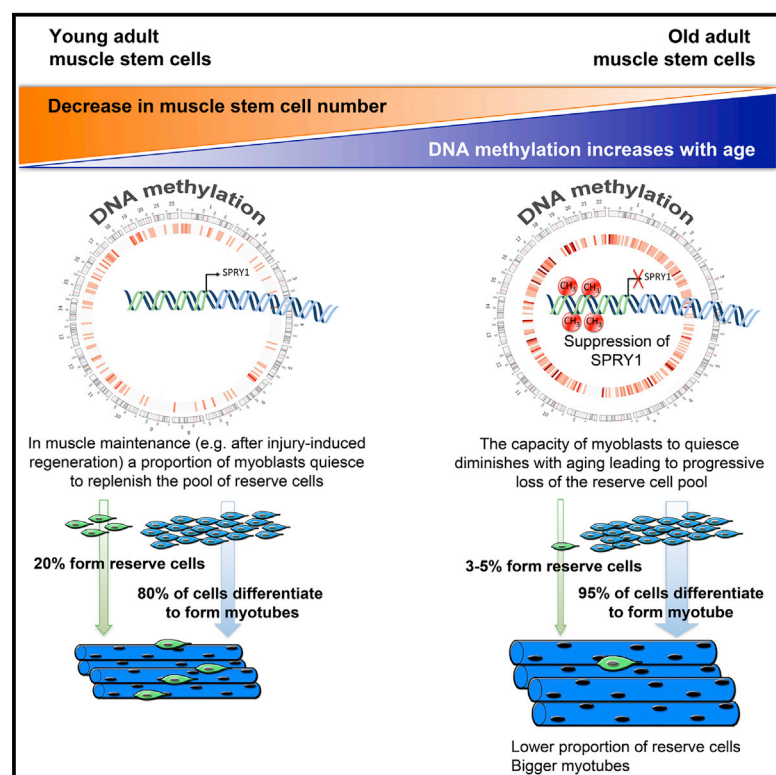 Young adult
muscle stem cells
Old adult
muscle stem cells
Decrease in muscle stem cell number
DNA methylation increases with age
DNA methylation
SPRY1
In muscle maintenance (e.g. after injury-induced
regeneration) a proportion of myoblasts quiesce
to replenish the pool of reserve cells
20% form reserve cells
80% of cells differentiate
to form myotubes
DNA methylation
SPRY1
CH3
CH3
CH3
CH3
Suppression of
SPRY1
The capacity of myoblasts to quiesce
diminishes with aging leading to progressive
loss of the reserve cell pool
3-5% form reserve cells
95% of cells differentiate
to form myotube
Lower proportion of reserve cells
Bigger myotubes